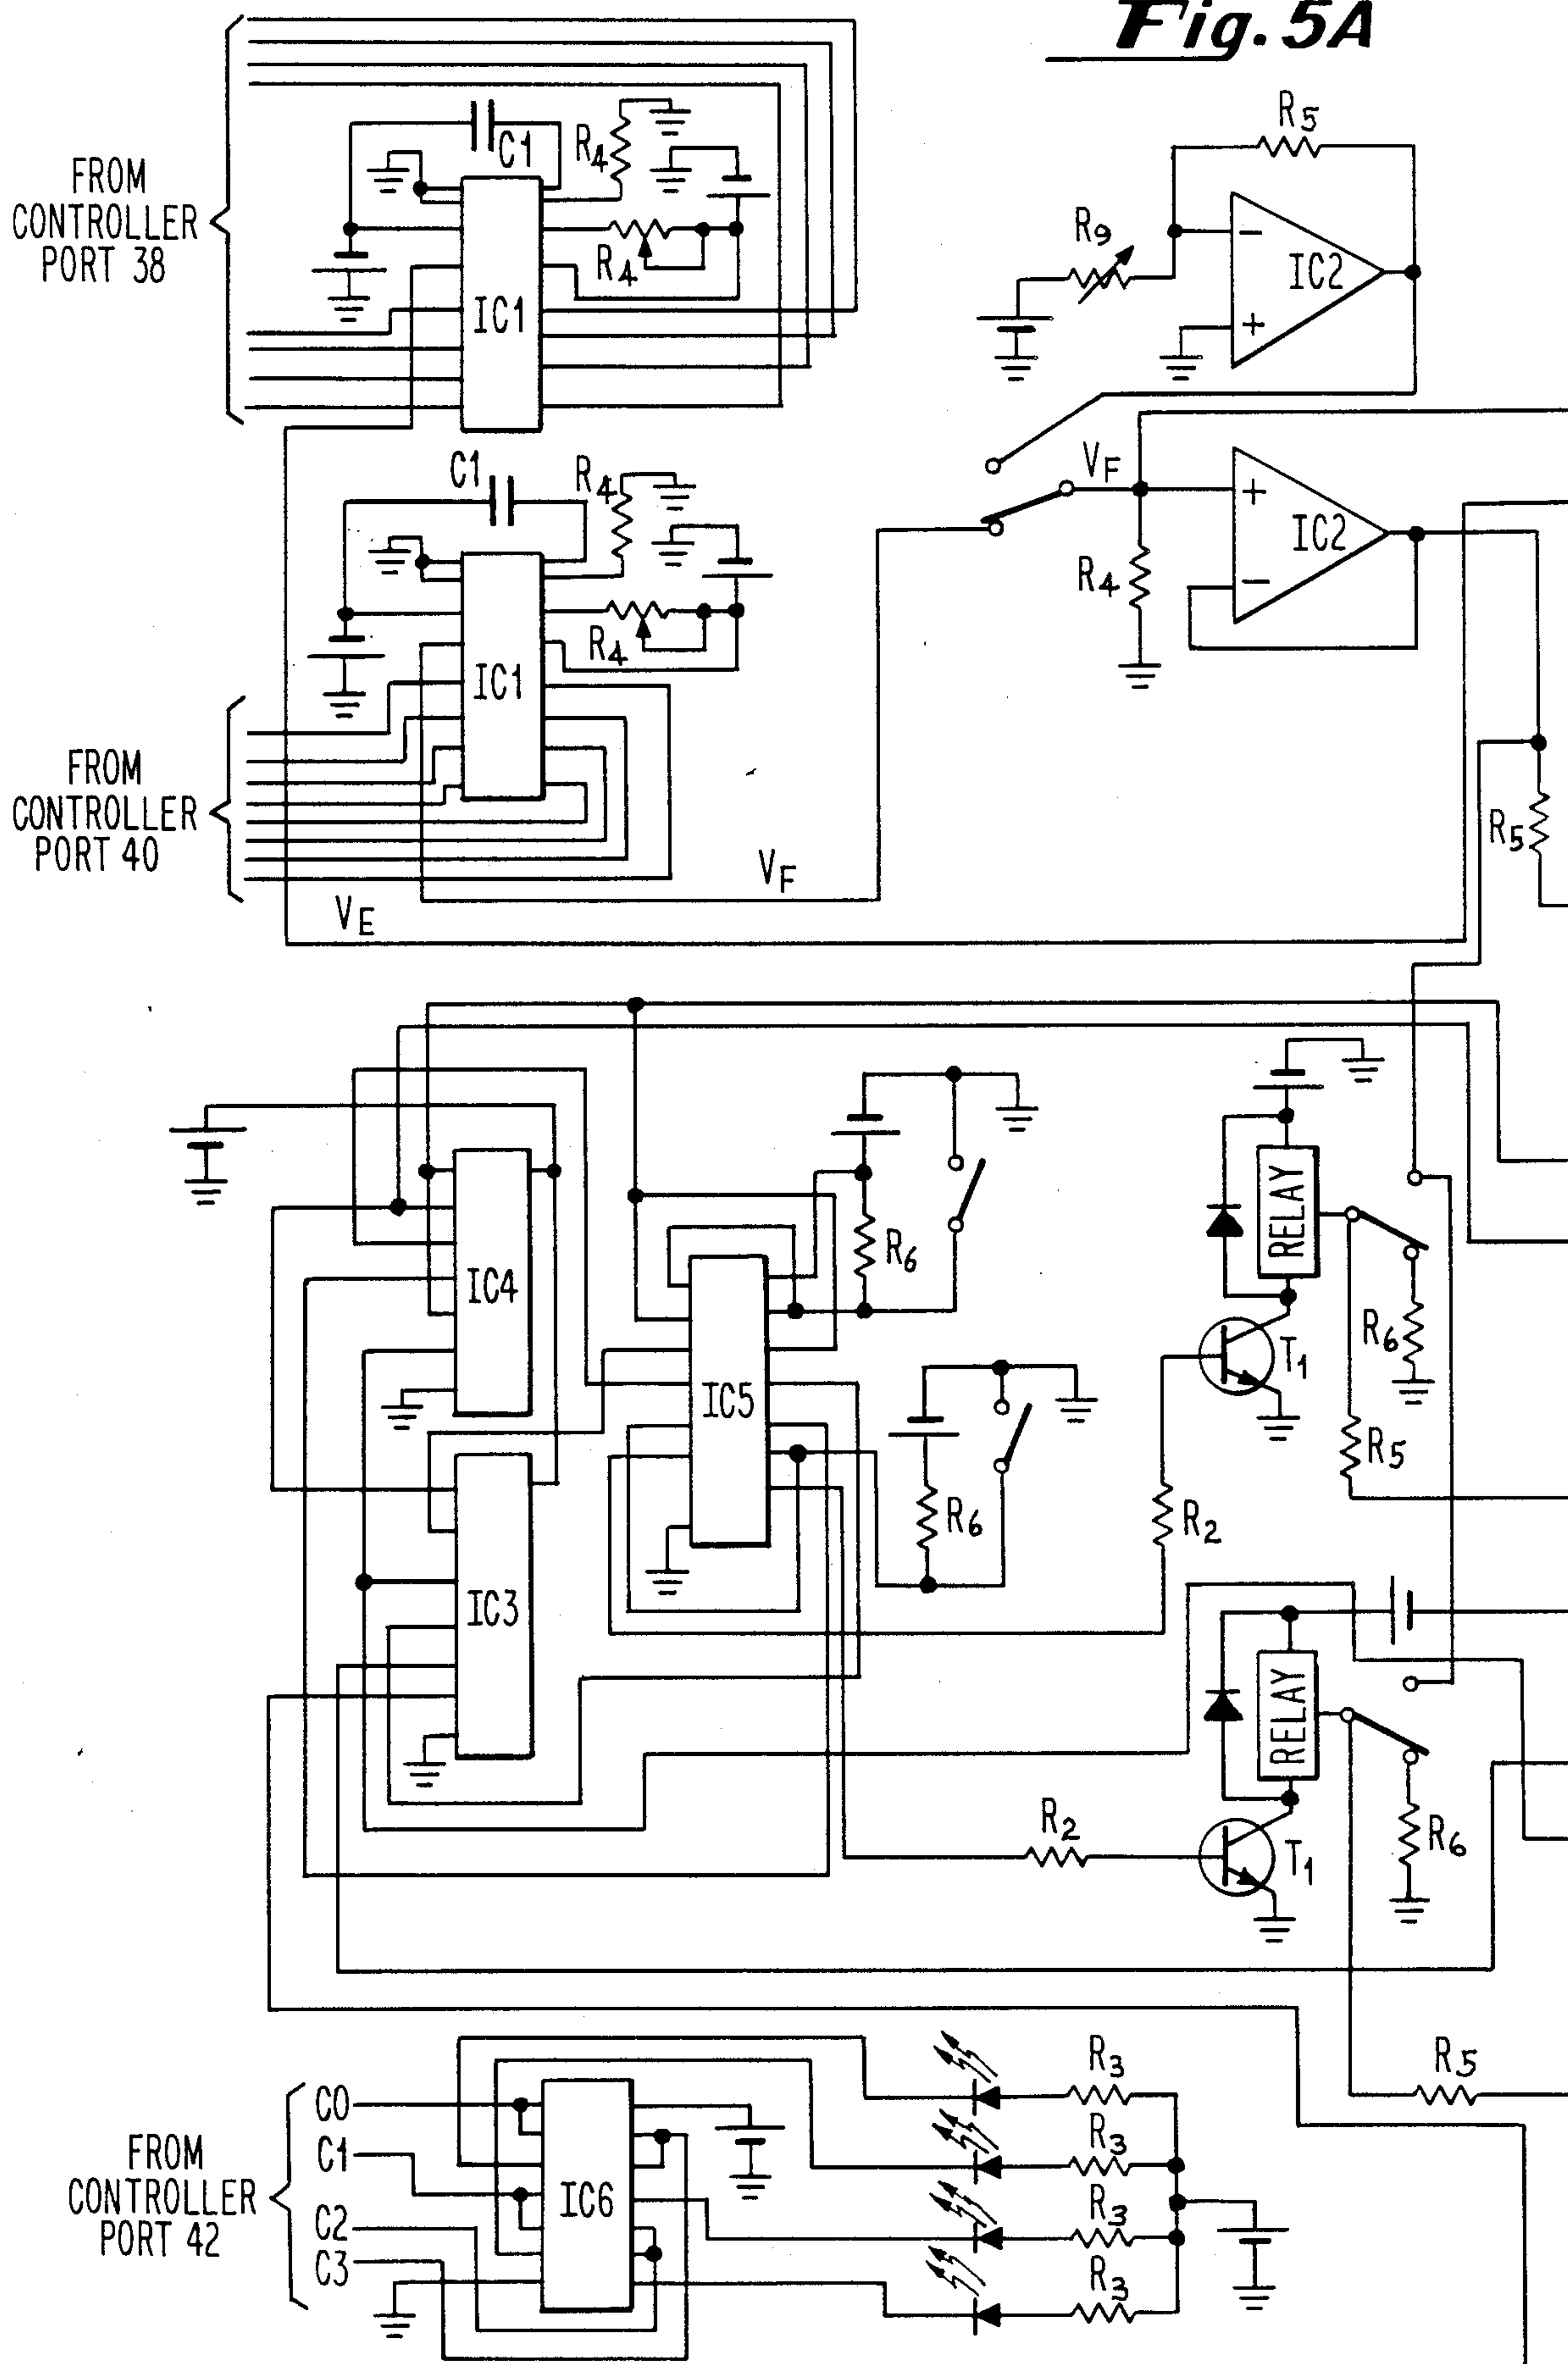 Fig. 5A
FROM
CONTROLLER
PORT 38
C1
R4
R4
IC1
R5
R9
−
IC2
+
C1
R4
R4
IC1
VF
+
IC2
−
R4
R5
FROM
CONTROLLER
PORT 40
VF
VE
IC4
R6
RELAY
R6
T1
IC5
R5
R6
R2
IC3
RELAY
R2
R6
T1
R5
FROM
CONTROLLER
PORT 42
C0
C1
C2
C3
IC6
R3
R3
R3
R3